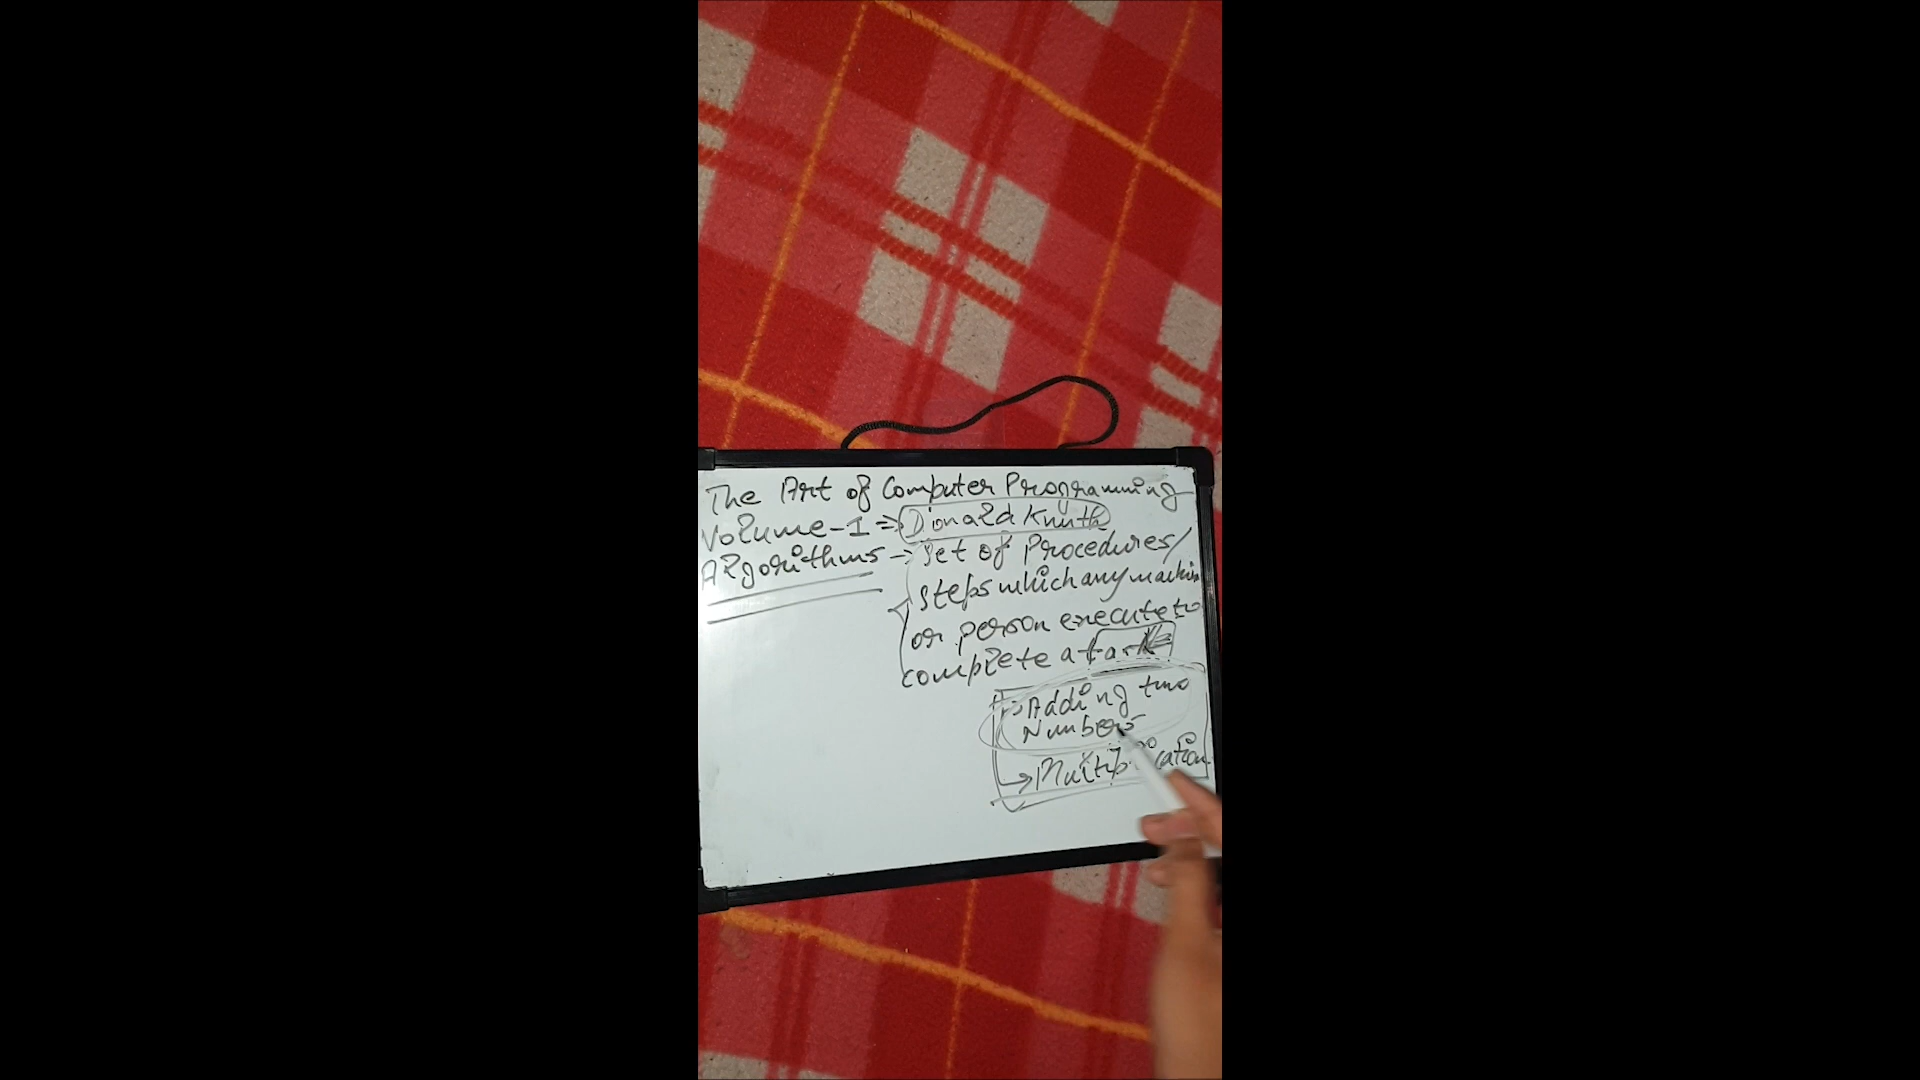 The Art of Computer Programming
Volume-1 => Donald Knuth
Algorithms -> Set of Procedures/
steps which any machine
or person execute to
complete a task
-> Adding two
Numbers
-> Multiplication